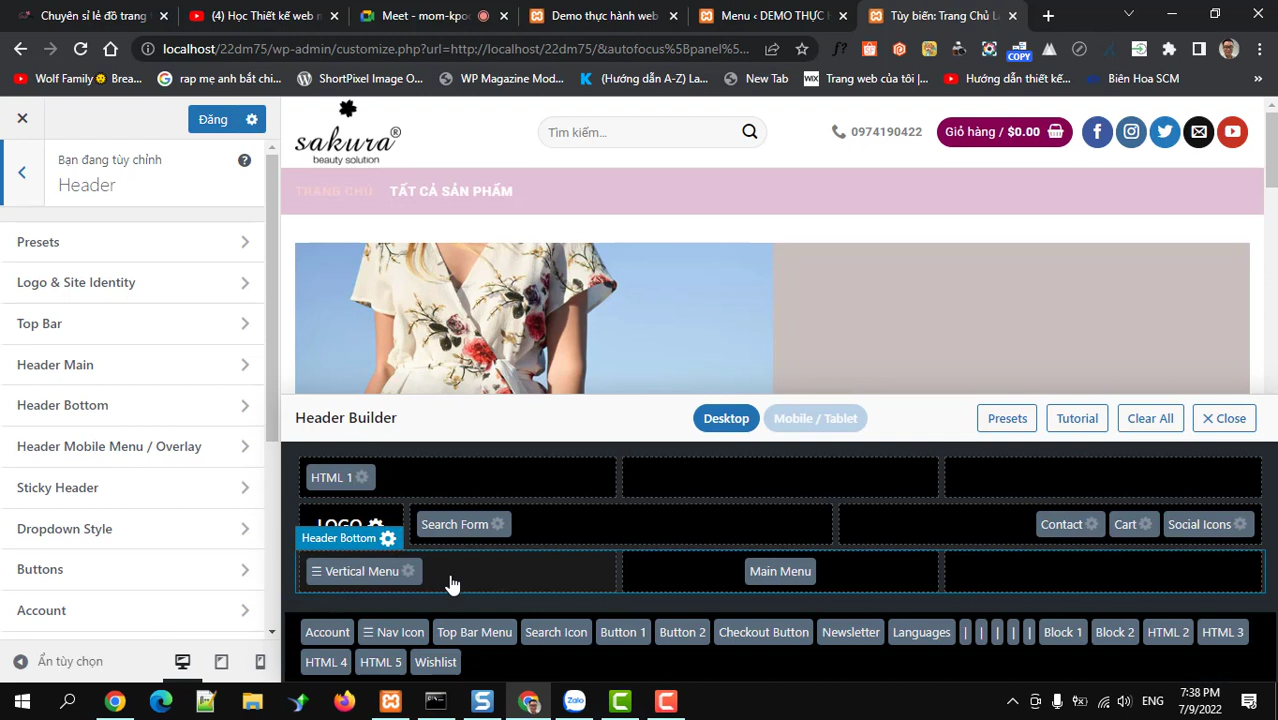 Chuyên sỉ lẻ đồ trang
(4) Học Thiết kế web n
Meet - mom-kpoc
Demo thực hành web
Menu ‹ DEMO THỰC H
Tùy biến: Trang Chủ L
localhost/22dm75/wp-admin/customize.php?url=http://localhost/22dm75/&autofocus%5Bpanel%5...
COPY
Wolf Family Brea...
rap mẹ anh bắt chi...
ShortPixel Image O...
WP Magazine Mod...
(Hướng dẫn A-Z) La...
New Tab
WIX Trang web của tôi |...
Hướng dẫn thiết kế...
Biên Hoa SCM
Đăng
Bạn đang tùy chỉnh
Header
Presets
Logo & Site Identity
Top Bar
Header Main
Header Bottom
Header Mobile Menu / Overlay
Sticky Header
Dropdown Style
Buttons
Account
Ẩn tùy chọn
sakura®
beauty solution
Tìm kiếm...
0974190422
Giỏ hàng / $0.00
TRANG CHỦ
TẤT CẢ SẢN PHẨM
Header Builder
Desktop
Mobile / Tablet
Presets
Tutorial
Clear All
Close
HTML 1
LOGO
Search Form
Contact
Cart
Social Icons
Header Bottom
Vertical Menu
Main Menu
Account
Nav Icon
Top Bar Menu
Search Icon
Button 1
Button 2
Checkout Button
Newsletter
Languages
|
|
|
|
|
Block 1
Block 2
HTML 2
HTML 3
HTML 4
HTML 5
Wishlist
Zalo
ENG
7:38 PM
7/9/2022